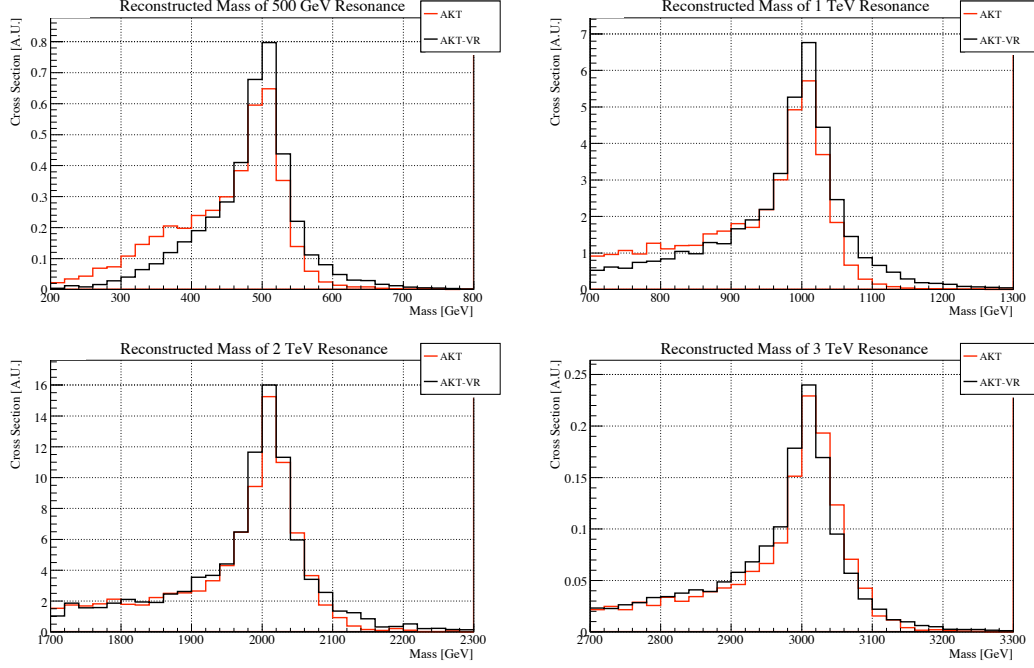 Reconstructed Mass of 500 GeV Resonance
AKT
AKT-VR
Cross Section [A.U.]
0.8
0.7
0.6
0.5
0.4
0.3
0.2
0.1
0
200 300 400 500 600 700 800
Mass [GeV]
Reconstructed Mass of 1 TeV Resonance
AKT
AKT-VR
Cross Section [A.U.]
7
6
5
4
3
2
1
0
700 800 900 1000 1100 1200 1300
Mass [GeV]
Reconstructed Mass of 2 TeV Resonance
AKT
AKT-VR
Cross Section [A.U.]
16
14
12
10
8
6
4
2
0
1700 1800 1900 2000 2100 2200 2300
Mass [GeV]
Reconstructed Mass of 3 TeV Resonance
AKT
AKT-VR
Cross Section [A.U.]
0.25
0.2
0.15
0.1
0.05
0
2700 2800 2900 3000 3100 3200 3300
Mass [GeV]